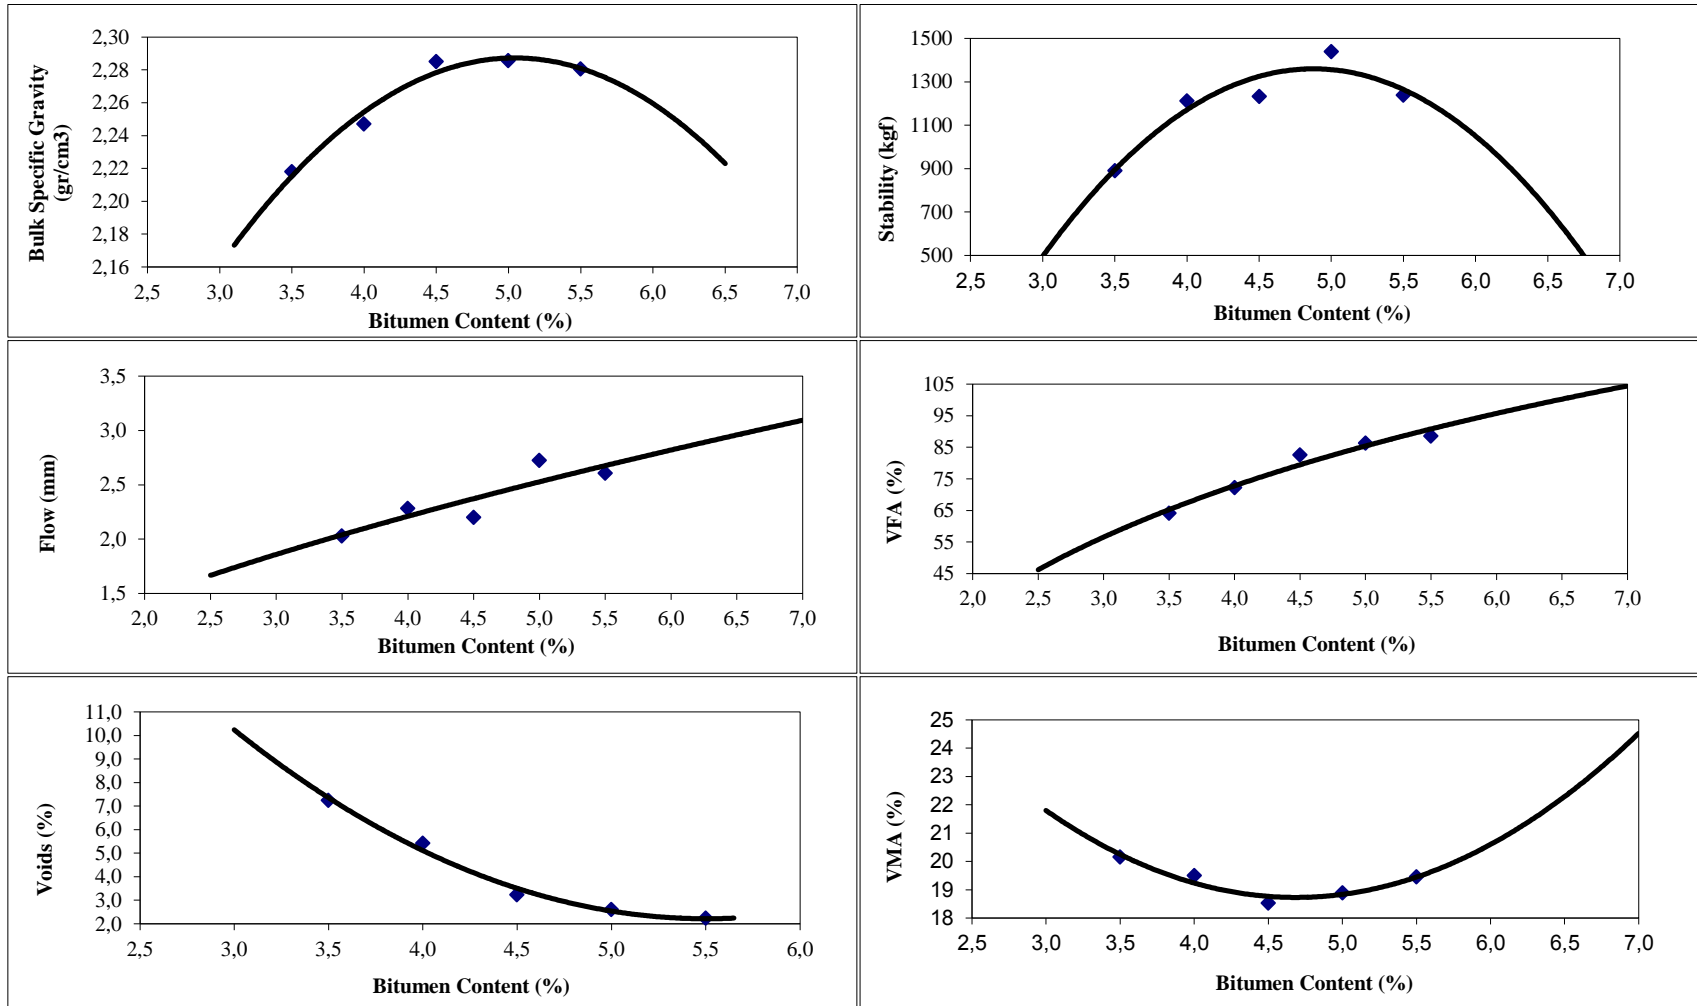 Bulk Specific Gravity
(gr/cm3)
2,30
2,28
2,26
2,24
2,22
2,20
2,18
2,16
2,5 3,0 3,5 4,0 4,5 5,0 5,5 6,0 6,5 7,0
Bitumen Content (%)
Stability (kgf)
1500
1300
1100
900
700
500
2,5 3,0 3,5 4,0 4,5 5,0 5,5 6,0 6,5 7,0
Bitumen Content (%)
Flow (mm)
3,5
3,0
2,5
2,0
1,5
2,0 2,5 3,0 3,5 4,0 4,5 5,0 5,5 6,0 6,5 7,0
Bitumen Content (%)
VFA (%)
105
95
85
75
65
55
45
2,0 2,5 3,0 3,5 4,0 4,5 5,0 5,5 6,0 6,5 7,0
Bitumen Content (%)
Voids (%)
11,0
10,0
9,0
8,0
7,0
6,0
5,0
4,0
3,0
2,0
2,5 3,0 3,5 4,0 4,5 5,0 5,5 6,0
Bitumen Content (%)
VMA (%)
25
24
23
22
21
20
19
18
2,5 3,0 3,5 4,0 4,5 5,0 5,5 6,0 6,5 7,0
Bitumen Content (%)